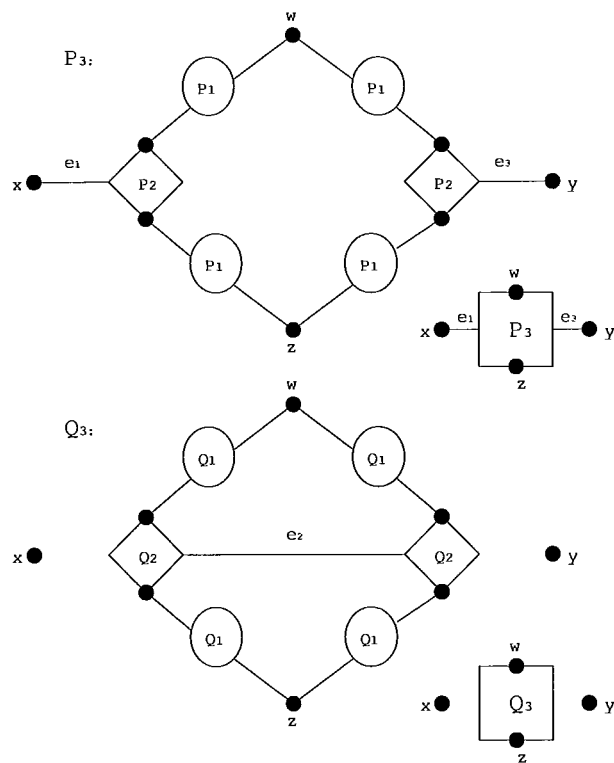 w
P₃:
P₁ P₁
e₁ e₃
x P₂ P₂ y
P₁ P₁
w
z
e₁ e₃
x P₃ y
z
w
Q₃:
Q₁ Q₁
e₂
x Q₂ Q₂ y
Q₁ Q₁
w
z
x Q₃ y
z